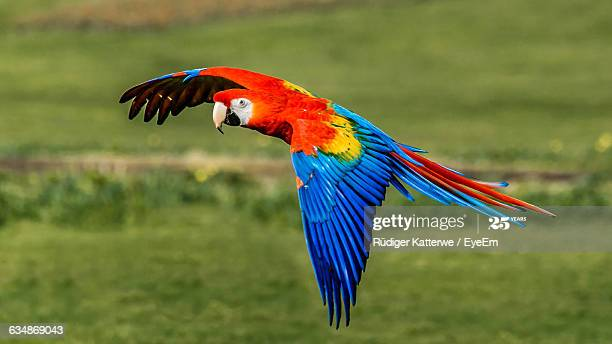 25 YEARS
gettyimages
Rüdiger Katterwe / EyeEm
634869043